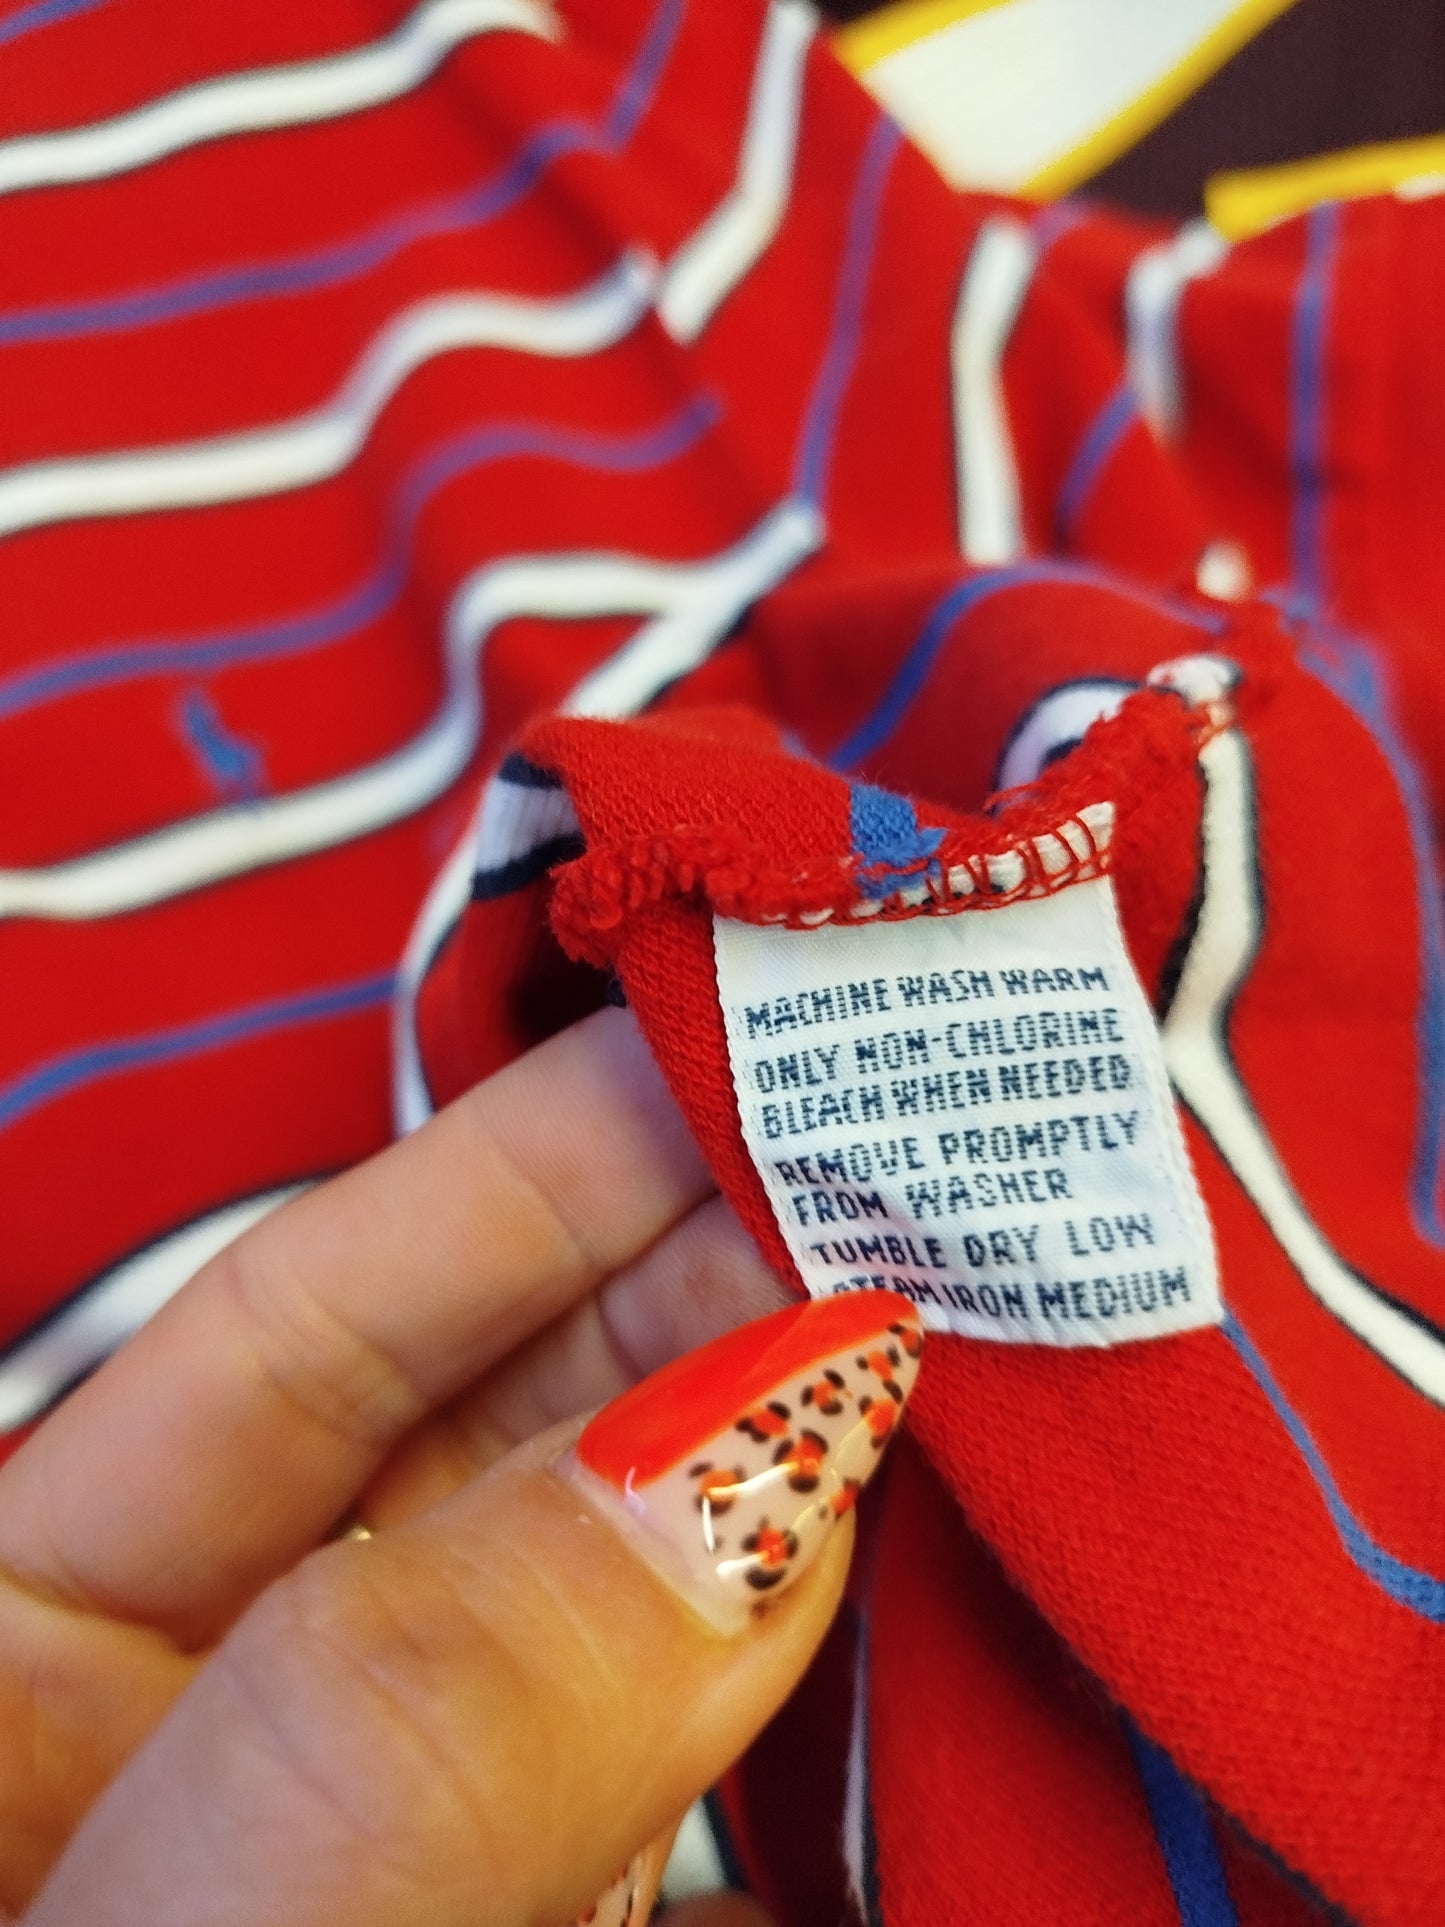 MACHINE WASH WARM
ONLY NON-CHLORINE
BLEACH WHEN NEEDED
REMOVE PROMPTLY
FROM WASHER
TUMBLE DRY LOW
STEAM IRON MEDIUM